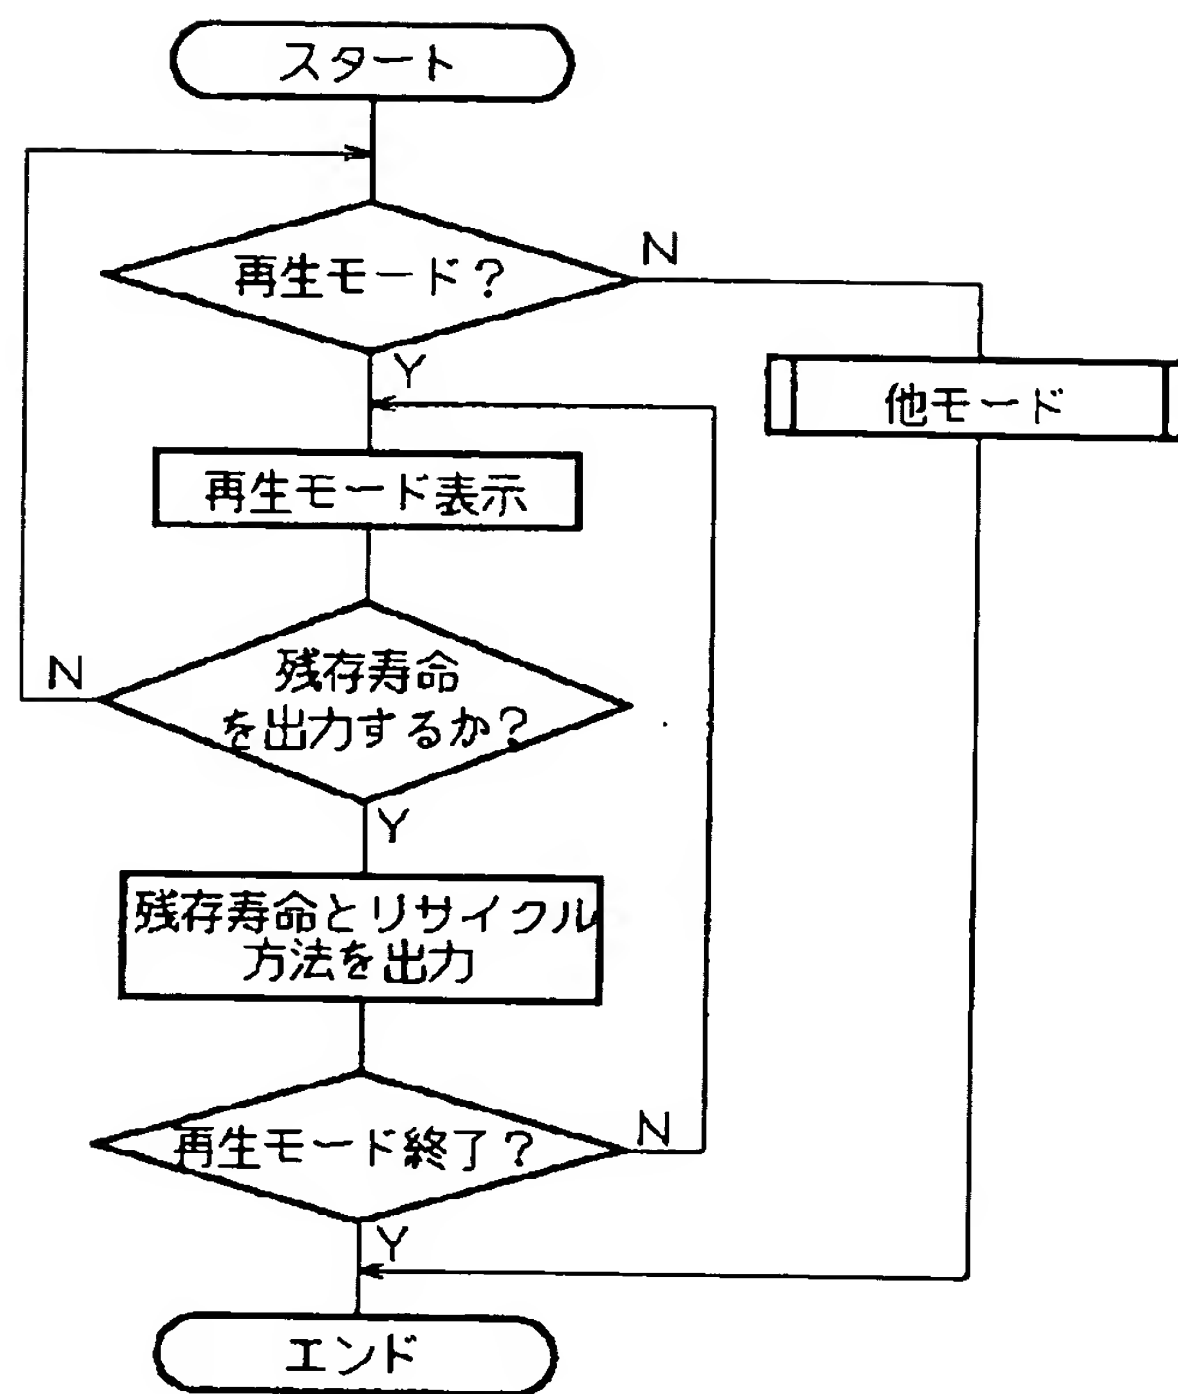 スタート
再生モード?
N
Y
他モード
再生モード表示
残存寿命
を出力するか?
N
Y
残存寿命とリサイクル
方法を出力
再生モード終了?
N
Y
エンド